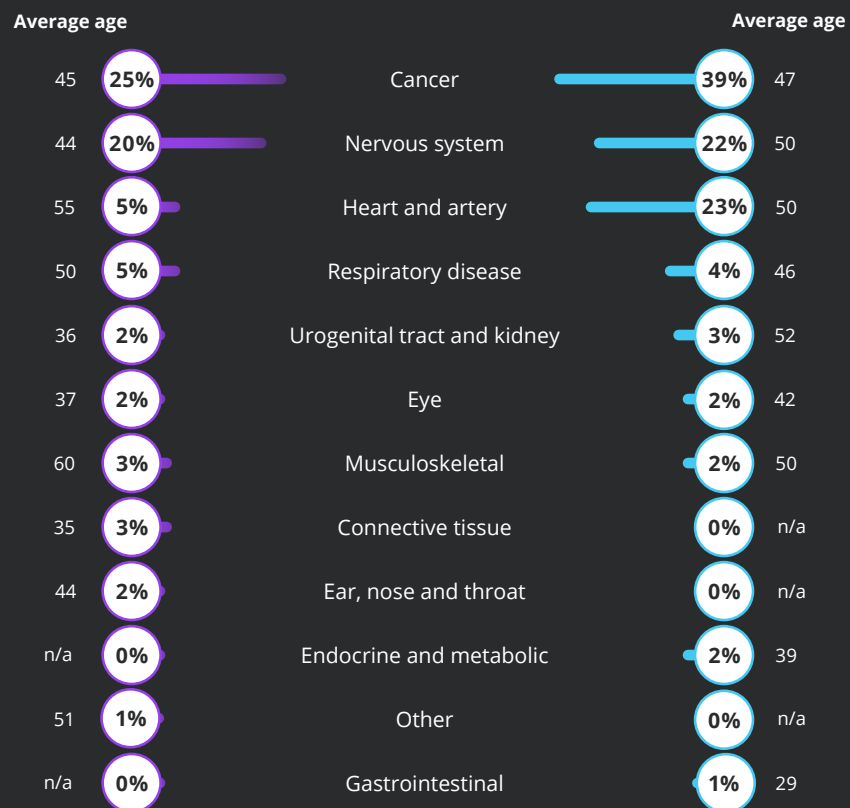 Average age Average age
45 25% Cancer 39% 47
44 20% Nervous system 22% 50
55 5% Heart and artery 23% 50
50 5% Respiratory disease 4% 46
36 2% Urogenital tract and kidney 3% 52
37 2% Eye 2% 42
60 3% Musculoskeletal 2% 50
35 3% Connective tissue 0% n/a
44 2% Ear, nose and throat 0% n/a
n/a 0% Endocrine and metabolic 2% 39
51 1% Other 0% n/a
n/a 0% Gastrointestinal 1% 29